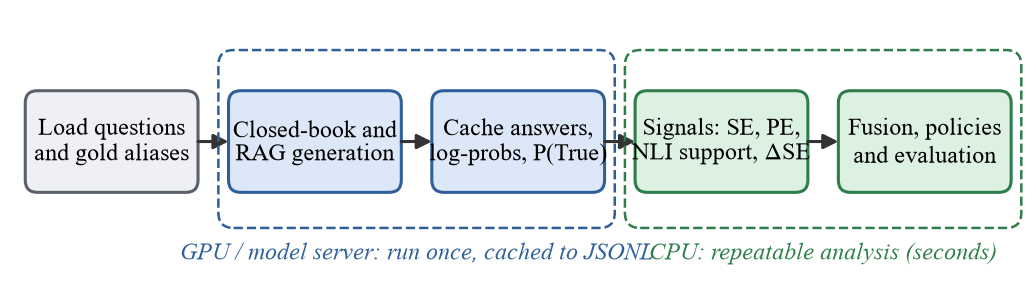 Load questions
and gold aliases
Closed-book and
RAG generation
Cache answers,
log-probs, P(True)
Signals: SE, PE,
NLI support, ΔSE
Fusion, policies
and evaluation
GPU / model server: run once, cached to JSONL
CPU: repeatable analysis (seconds)